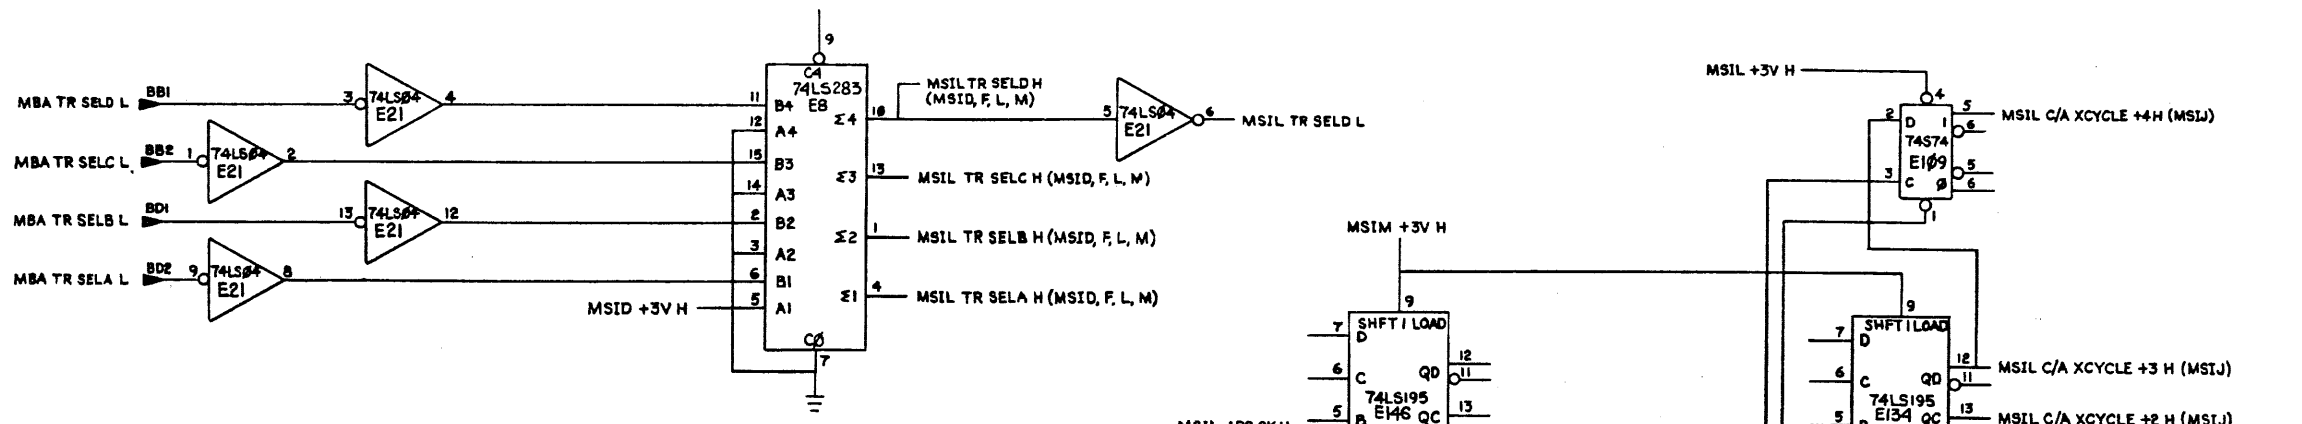 MBA TR SELD L
BB1
3
74LSØ4
E21
4
MBA TR SELC L
BB2
1
74LSØ4
E21
2
MBA TR SELB L
BD1
13
74LSØ4
E21
12
MBA TR SELA L
BD2
9
74LSØ4
E21
8
MSID +3V H
9
C4
74LS283
E8
11 B4
12 A4
15 B3
14 A3
2 B2
3 A2
6 B1
5 A1
CØ
7
Σ4
Σ3 13
Σ2 1
Σ1 4
MSIL TR SELD H
(MSID, F, L, M)
5
74LSØ4
E21
6
MSIL TR SELD L
MSIL TR SELC H (MSID, F, L, M)
MSIL TR SELB H (MSID, F, L, M)
MSIL TR SELA H (MSID, F, L, M)
MSIM +3V H
9
SHFT 1 LOAD
7 D
6 C
5 B
QD 12
11
74LS195
E146
QC 13
MSIL +3V H
4
2 D
1 5
6
74S74
E1Ø9
5
3 C
Ø 6
1
MSIL C/A XCYCLE +4H (MSIJ)
9
SHFT 1 LOAD
7 D
6 C
5
QD 12
11
74LS195
E134
QC 13
MSIL C/A XCYCLE +3 H (MSIJ)
MSIL C/A XCYCLE +2 H (MSIJ)